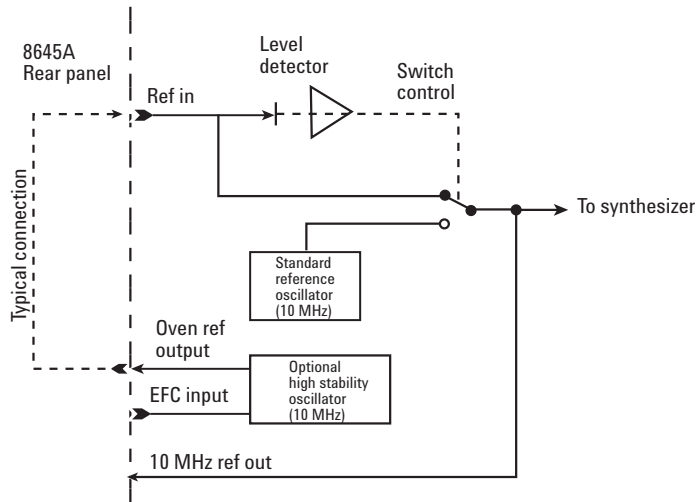 8645A
Rear panel
Level
detector
Switch
control
Ref in
Typical connection
To synthesizer
Standard
reference
oscillator
(10 MHz)
Oven ref
output
Optional
high stability
oscillator
(10 MHz)
EFC input
10 MHz ref out